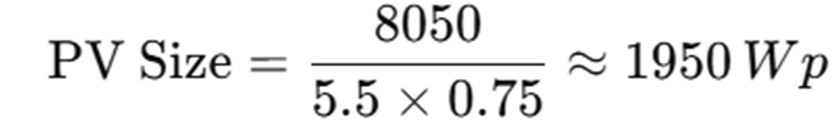 PV Size = 8050 / 5.5 × 0.75 ≈ 1950 Wp